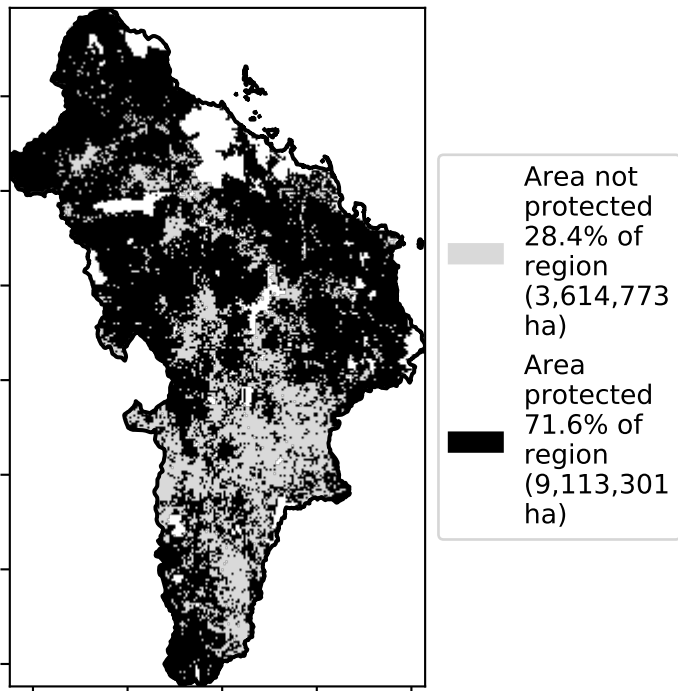 Area not
protected
28.4% of
region
(3,614,773
ha)
Area
protected
71.6% of
region
(9,113,301
ha)